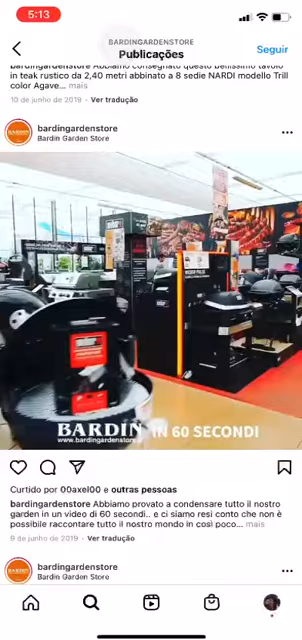 5:13
BARDINGARDENSTORE
Publicações
Seguir
bardingardenstore Abbiamo consegnato questo bellissimo tavolo
in teak rustico da 2,40 metri abbinato a 8 sedie NARDI modello Trill
color Agave... mais
10 de junho de 2019 • Ver tradução
bardingardenstore
Bardin Garden Store
BARDIN IN 60 SECONDI
www.bardingardenstore
Curtido por 00axel00 e outras pessoas
bardingardenstore Abbiamo provato a condensare tutto il nostro
garden in un video di 60 secondi.. e ci siamo resi conto che non è
possibile raccontare tutto il nostro mondo in così poco... mais
9 de junho de 2019 • Ver tradução
bardingardenstore
Bardin Garden Store